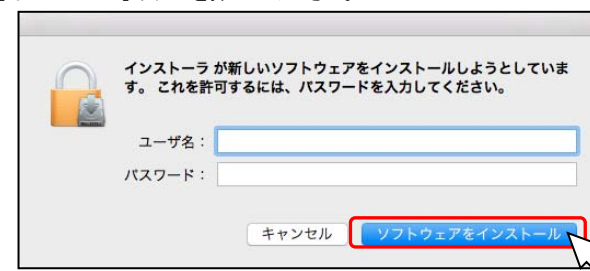 インストーラ が新しいソフトウェアをインストールしようとしていま
す。 これを許可するには、パスワードを入力してください。
ユーザ名：
パスワード：
キャンセル
ソフトウェアをインストール